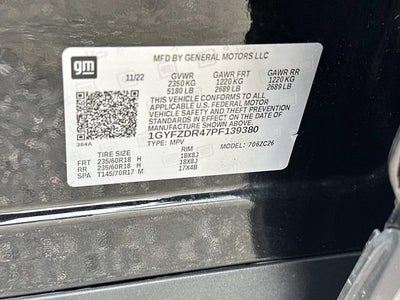 gm
MFD BY GENERAL MOTORS LLC
11/22 GVWR GAWR FRT GAWR RR
2350 KG 1220 KG 1220 KG
5180 LB 2689 LB 2689 LB
THIS VEHICLE CONFORMS TO ALL
APPLICABLE U.S. FEDERAL MOTOR
VEHICLE SAFETY AND THEFT PREVENTION
STANDARDS IN EFFECT ON THE DATE OF
MANUFACTURE SHOWN ABOVE.
1GYFZDR47PF139380
TYPE: MPV MODEL: 706ZC26
384A TIRE SIZE RIM
FRT 235/60R18 H 18X8J
RR 235/60R18 H 18X8J
SPA T145/70R17 M 17X4B